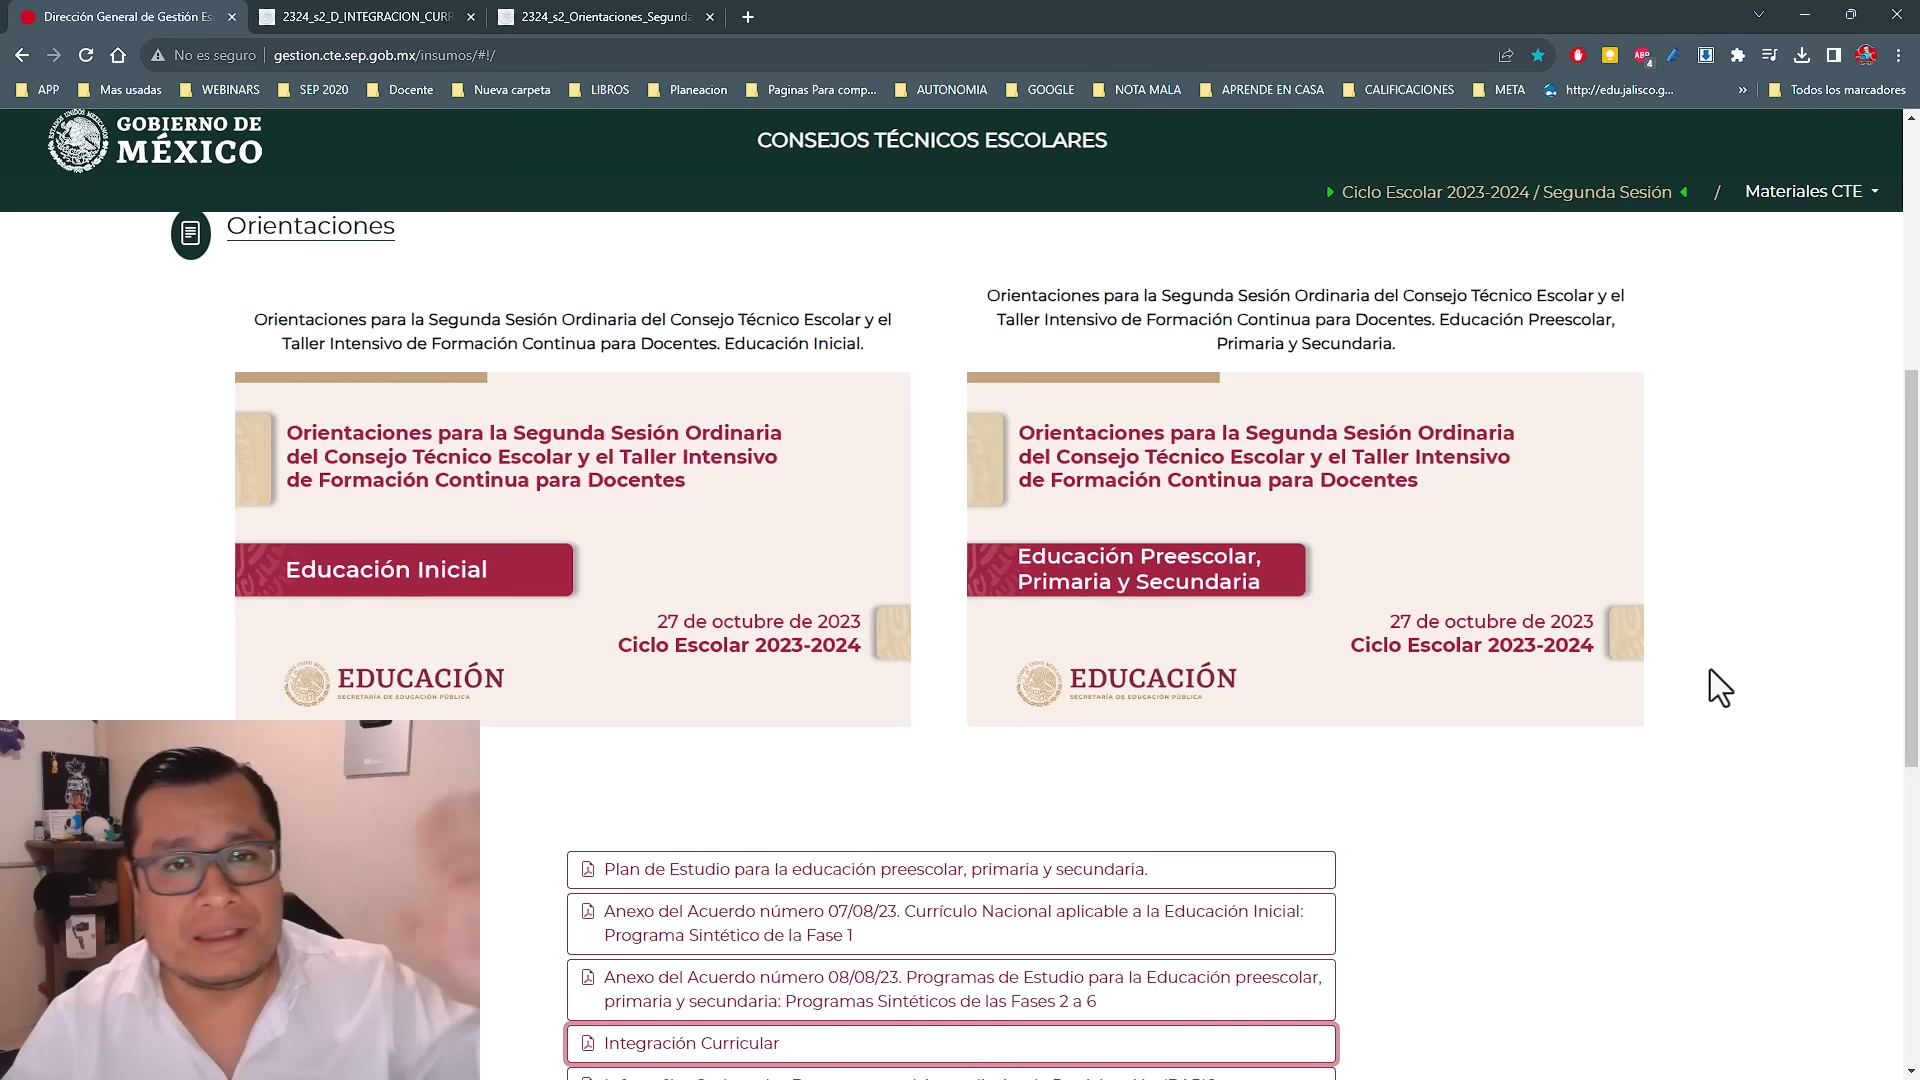 Dirección General de Gestión Es
2324_s2_D_INTEGRACION_CURR
2324_s2_Orientaciones_Segunda
No es seguro
gestion.cte.sep.gob.mx/insumos/#!/
ABP
4
APP
Mas usadas
WEBINARS
SEP 2020
Docente
Nueva carpeta
LIBROS
Planeacion
Paginas Para comp...
AUTONOMIA
GOOGLE
NOTA MALA
APRENDE EN CASA
CALIFICACIONES
META
http://edu.jalisco.g...
»
Todos los marcadores
GOBIERNO DE
MÉXICO
CONSEJOS TÉCNICOS ESCOLARES
Ciclo Escolar 2023-2024 / Segunda Sesión
/
Materiales CTE
Orientaciones
Orientaciones para la Segunda Sesión Ordinaria del Consejo Técnico Escolar y el
Taller Intensivo de Formación Continua para Docentes. Educación Inicial.
Orientaciones para la Segunda Sesión Ordinaria
del Consejo Técnico Escolar y el Taller Intensivo
de Formación Continua para Docentes
Educación Inicial
27 de octubre de 2023
Ciclo Escolar 2023-2024
EDUCACIÓN
SECRETARÍA DE EDUCACIÓN PÚBLICA
Orientaciones para la Segunda Sesión Ordinaria del Consejo Técnico Escolar y el
Taller Intensivo de Formación Continua para Docentes. Educación Preescolar,
Primaria y Secundaria.
Orientaciones para la Segunda Sesión Ordinaria
del Consejo Técnico Escolar y el Taller Intensivo
de Formación Continua para Docentes
Educación Preescolar,
Primaria y Secundaria
27 de octubre de 2023
Ciclo Escolar 2023-2024
EDUCACIÓN
SECRETARÍA DE EDUCACIÓN PÚBLICA
Plan de Estudio para la educación preescolar, primaria y secundaria.
Anexo del Acuerdo número 07/08/23. Currículo Nacional aplicable a la Educación Inicial:
Programa Sintético de la Fase 1
Anexo del Acuerdo número 08/08/23. Programas de Estudio para la Educación preescolar,
primaria y secundaria: Programas Sintéticos de las Fases 2 a 6
Integración Curricular